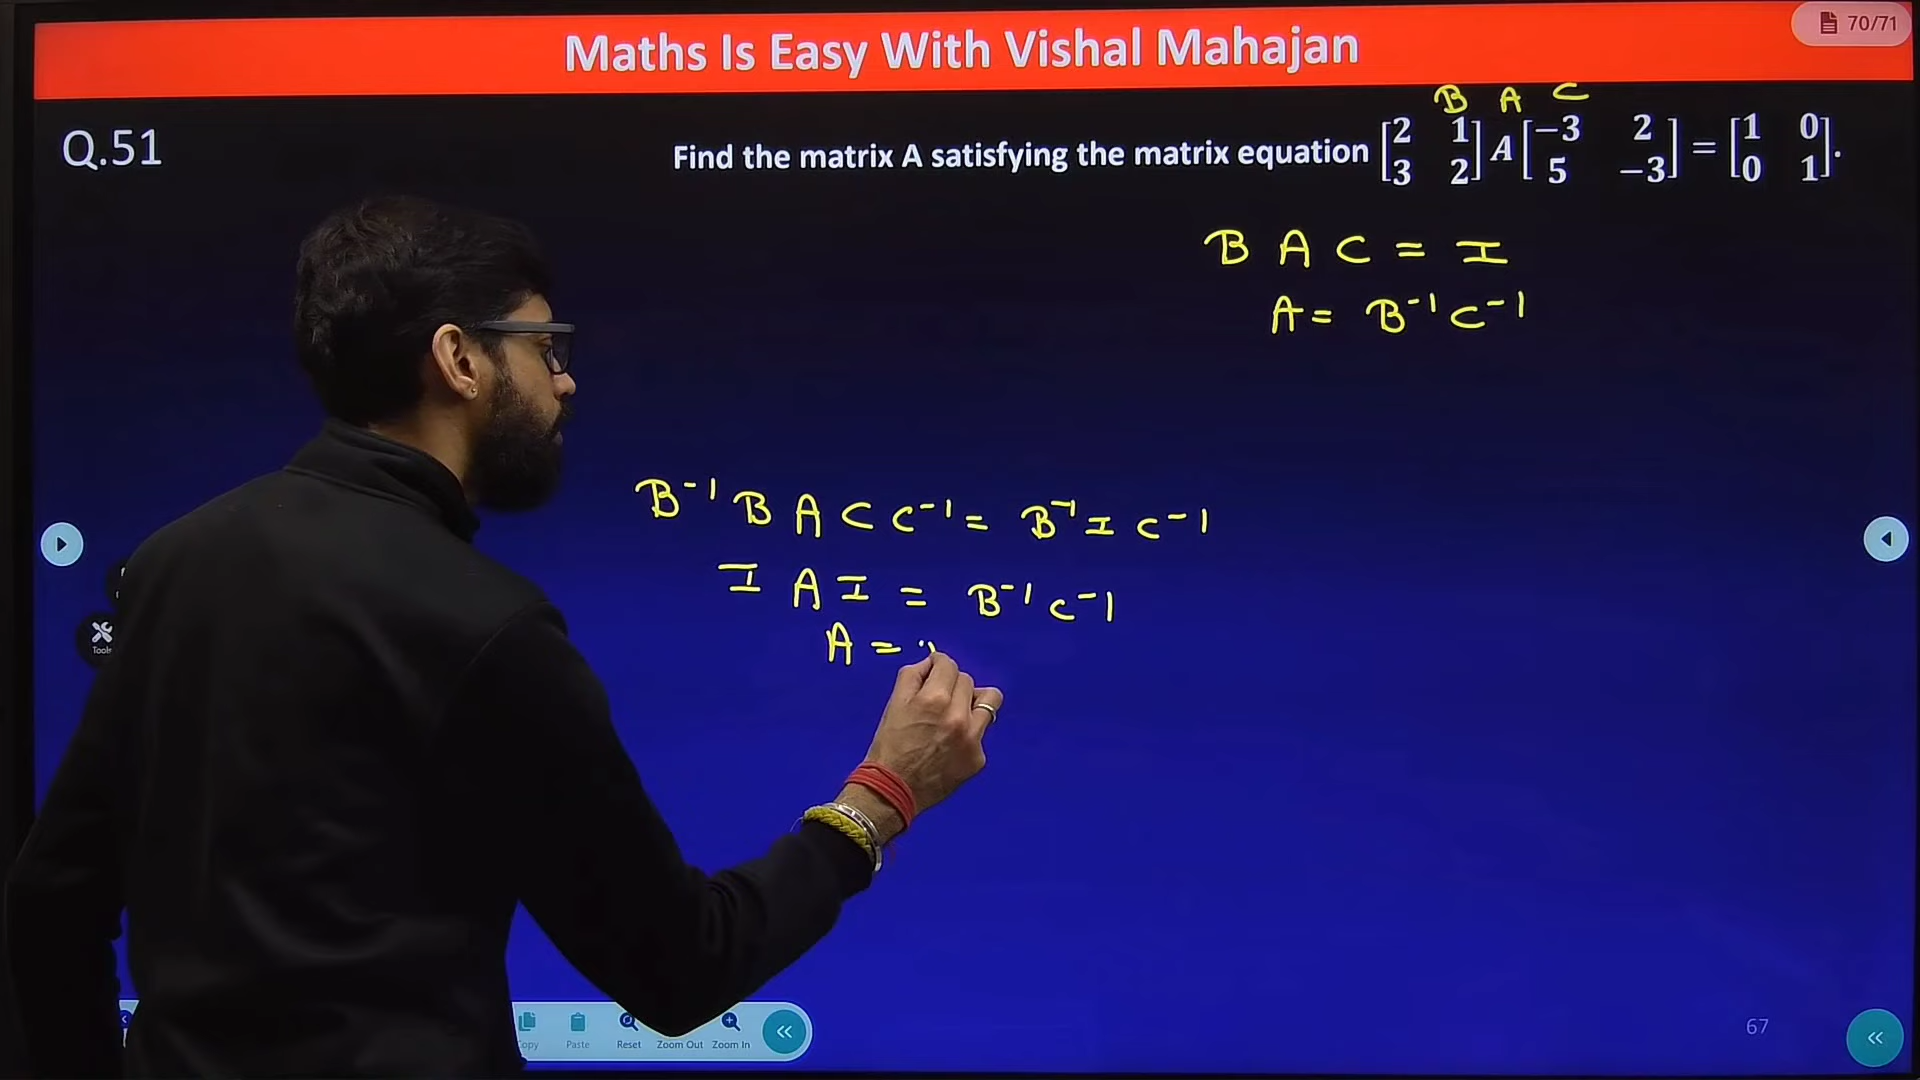 Maths Is Easy With Vishal Mahajan
70/71
B A C
Q.51
Find the matrix A satisfying the matrix equation [2 1; 3 2] A [−3 2; 5 −3] = [1 0; 0 1].
B A C = I
A = B⁻¹ C⁻¹
B⁻¹ B A C C⁻¹ = B⁻¹ I C⁻¹
I A I = B⁻¹ C⁻¹
A =
Tools
Paste
Reset
Zoom Out
Zoom In
67